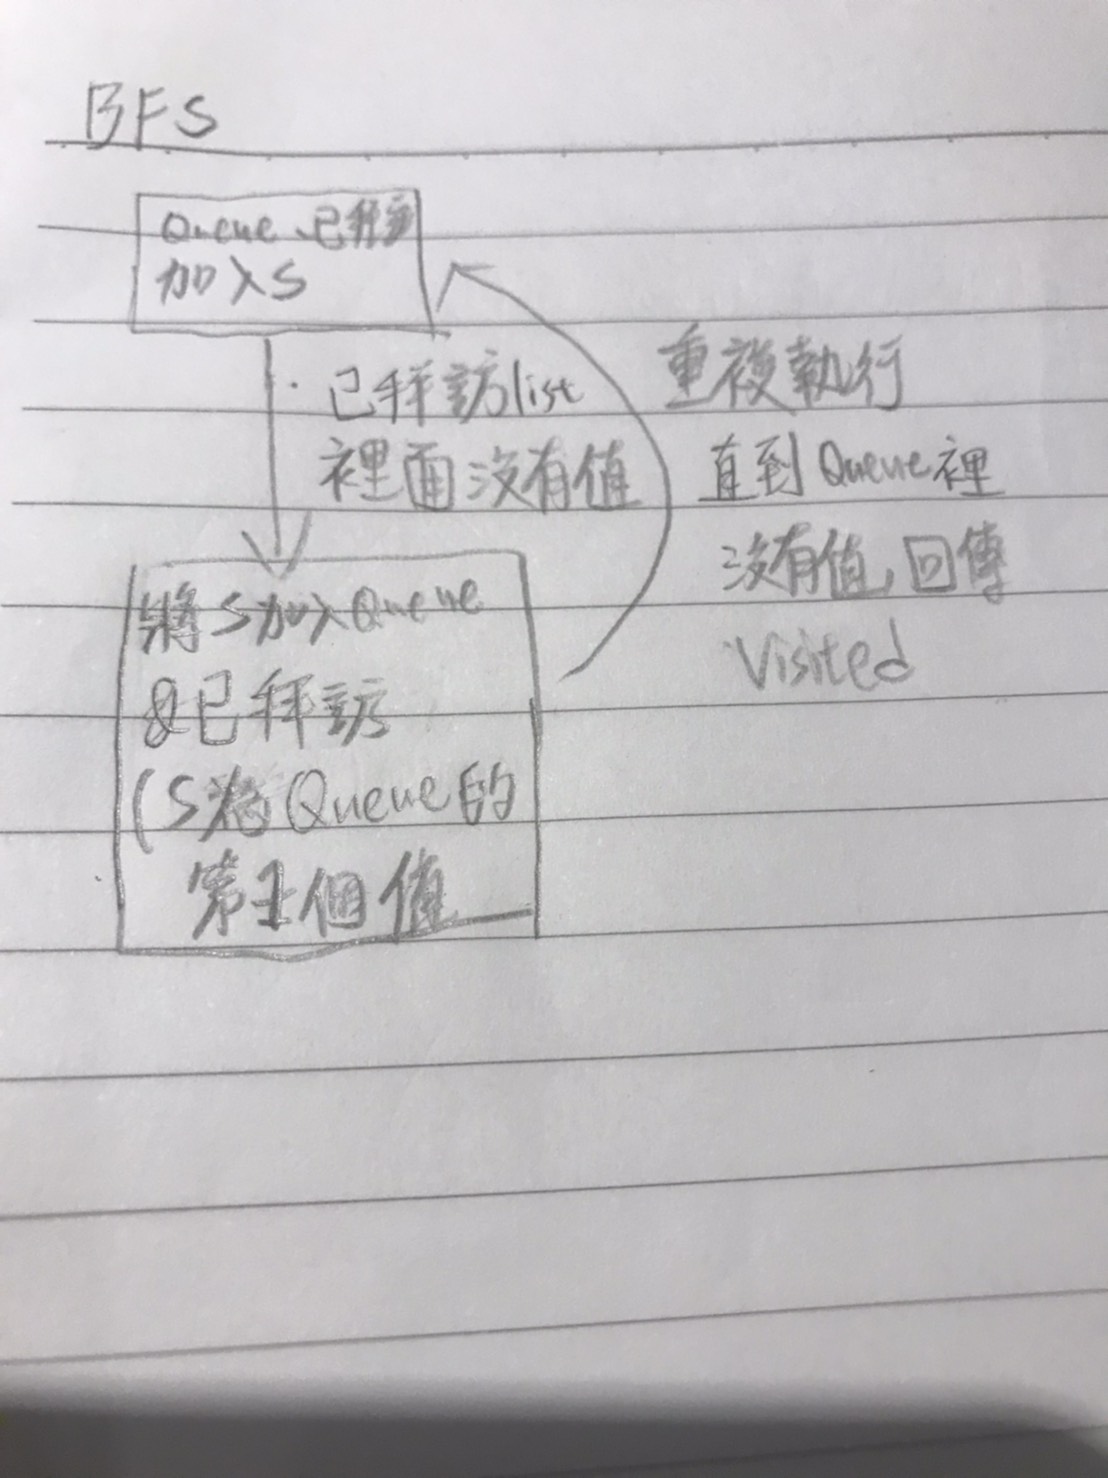 BFS
Queue、已拜訪
加入S
已拜訪list
裡面沒有值
重複執行
直到Queue裡
沒有值,回傳
Visited
將S加入Queue
&已拜訪
(S為Queue的
第1個值